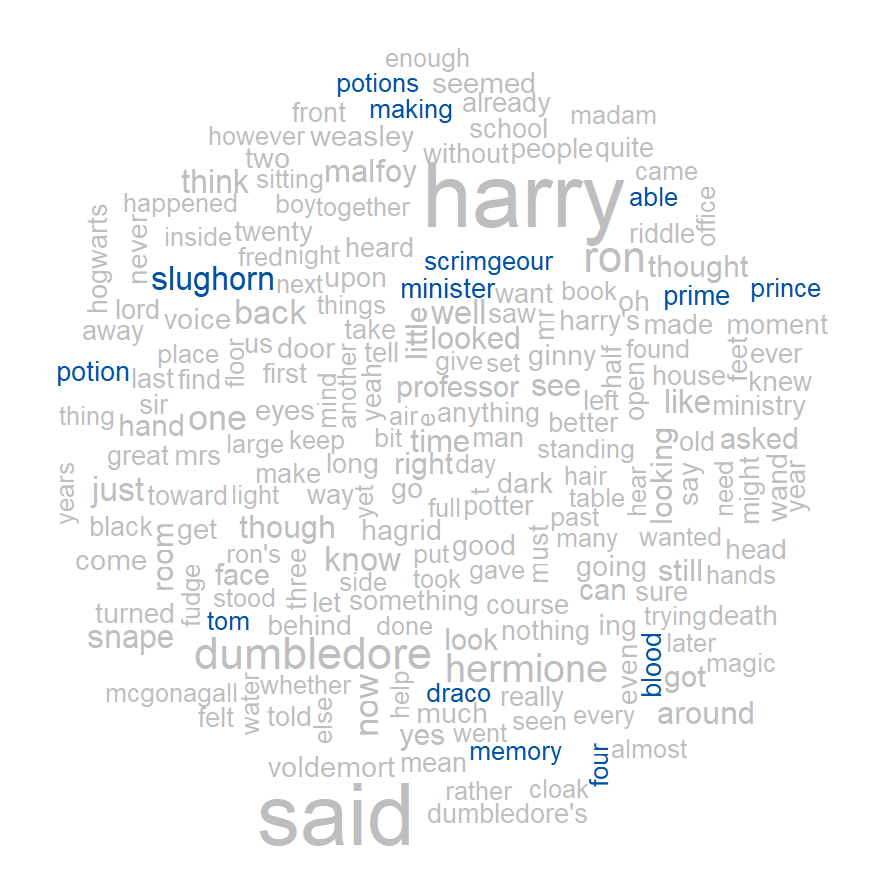 enough
potions seemed
making already
front madam
however weasley school
two without people quite
think sitting malfoy came
harry able
happened boy together office
hogwarts never inside twenty riddle
fred night heard ron thought
slughorn next upon scrimgeour
minister want book oh prime prince
lord voice back things little well saw mr harry's made moment
away take looked
place floor us door tell give set ginny half found feet ever
potion last find first mind another yeah professor see left open house knew
thing sir hand one eyes air e anything better like ministry
great mrs large keep bit time man standing looking old asked
years make long right day dark hair hear say need might wand year
just toward light way yet go full t potter table
black room get though hagrid past many wanted
come ron's know put good must head
fudge face three side took gave going still hands
stood let something course can sure
turned tom behind done nothing ing trying death
snape dumbledore look hermione even blood later
got magic
mcgonagall water whether now help draco really
felt told else much seen every around
yes went memory four almost
voldemort mean
said rather cloak
dumbledore's